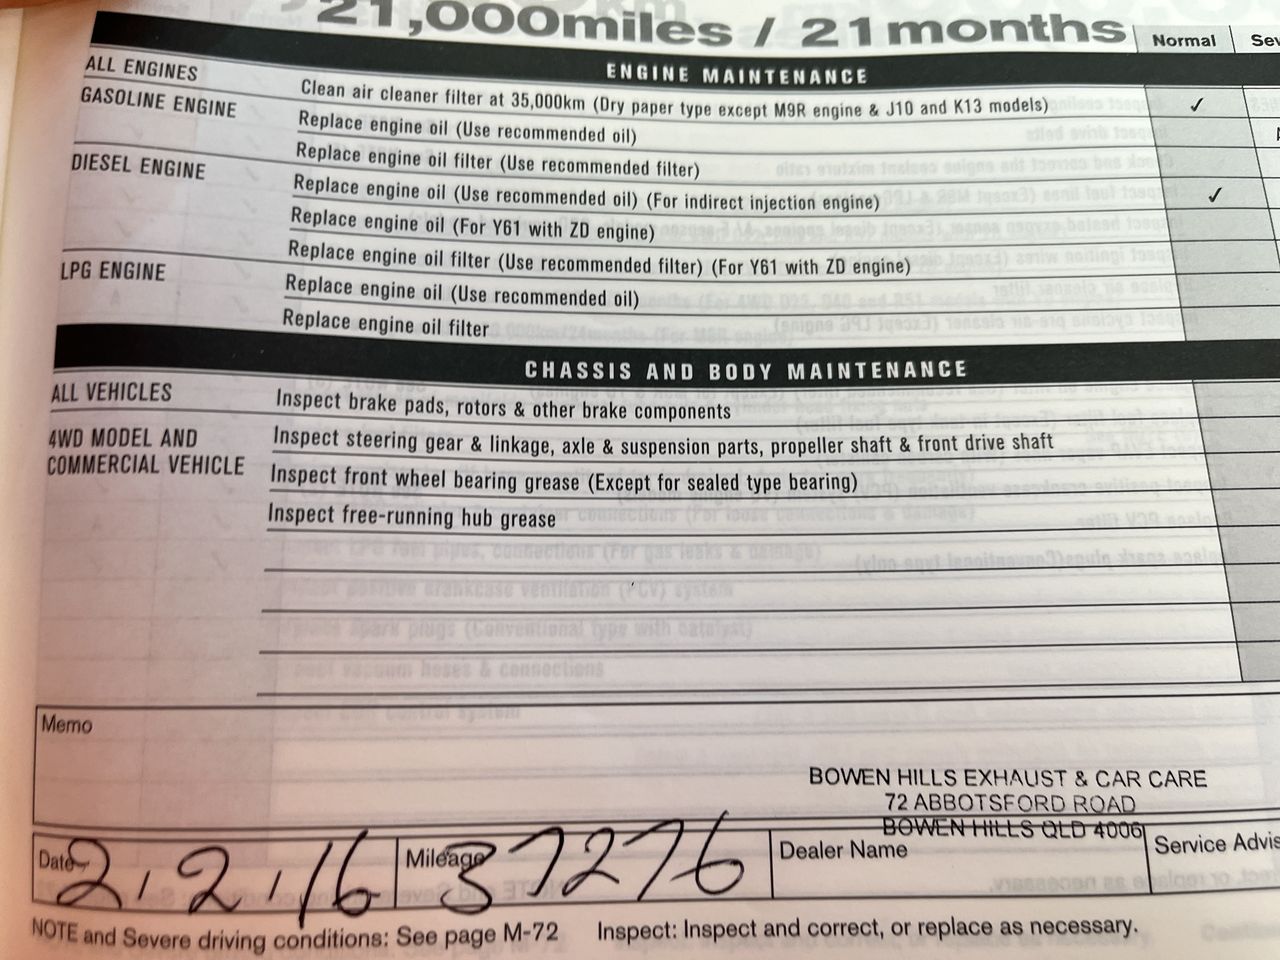 21,000miles / 21months
Normal
ENGINE MAINTENANCE
ALL ENGINES
Clean air cleaner filter at 35,000km (Dry paper type except M9R engine & J10 and K13 models) ✓
GASOLINE ENGINE
Replace engine oil (Use recommended oil)
Replace engine oil filter (Use recommended filter)
DIESEL ENGINE
Replace engine oil (Use recommended oil) (For indirect injection engine) ✓
Replace engine oil (For Y61 with ZD engine)
Replace engine oil filter (Use recommended filter) (For Y61 with ZD engine)
LPG ENGINE
Replace engine oil (Use recommended oil)
Replace engine oil filter
CHASSIS AND BODY MAINTENANCE
ALL VEHICLES
Inspect brake pads, rotors & other brake components
4WD MODEL AND
COMMERCIAL VEHICLE
Inspect steering gear & linkage, axle & suspension parts, propeller shaft & front drive shaft
Inspect front wheel bearing grease (Except for sealed type bearing)
Inspect free-running hub grease
Memo
BOWEN HILLS EXHAUST & CAR CARE
72 ABBOTSFORD ROAD
BOWEN HILLS QLD 4006
Date 2, 2, 16
Mileage 37276
Dealer Name
Service
NOTE and Severe driving conditions: See page M-72
Inspect: Inspect and correct, or replace as necessary.